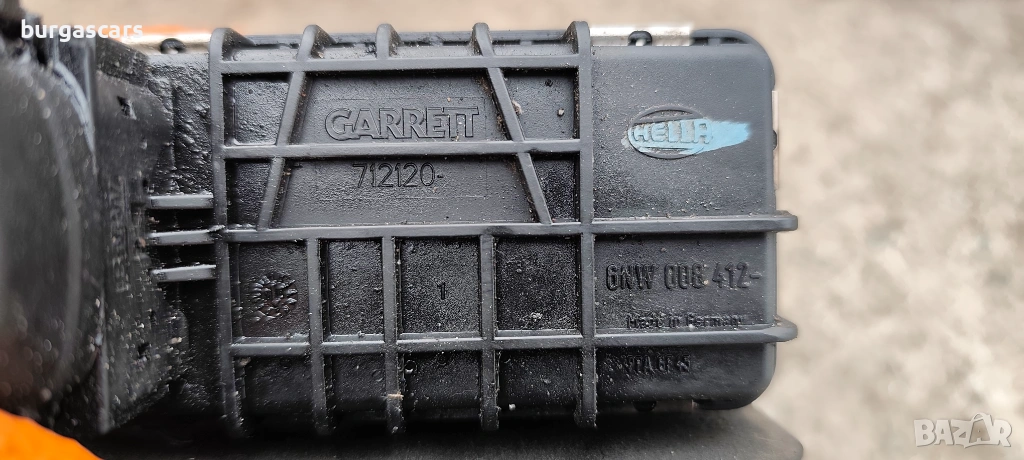 burgascars
GARRETT
712120-
HELLA
6NW 008 412-
1
Made in Germany
BAZAR